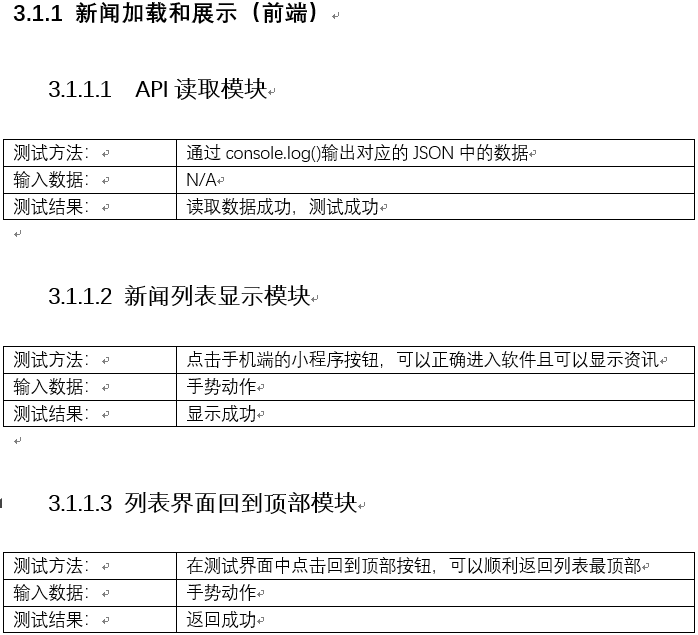 3.1.1 新闻加载和展示（前端）
3.1.1.1 API 读取模块
测试方法： 通过 console.log()输出对应的 JSON 中的数据
输入数据： N/A
测试结果： 读取数据成功，测试成功
3.1.1.2 新闻列表显示模块
测试方法： 点击手机端的小程序按钮，可以正确进入软件且可以显示资讯
输入数据： 手势动作
测试结果： 显示成功
3.1.1.3 列表界面回到顶部模块
测试方法： 在测试界面中点击回到顶部按钮，可以顺利返回列表最顶部
输入数据： 手势动作
测试结果： 返回成功